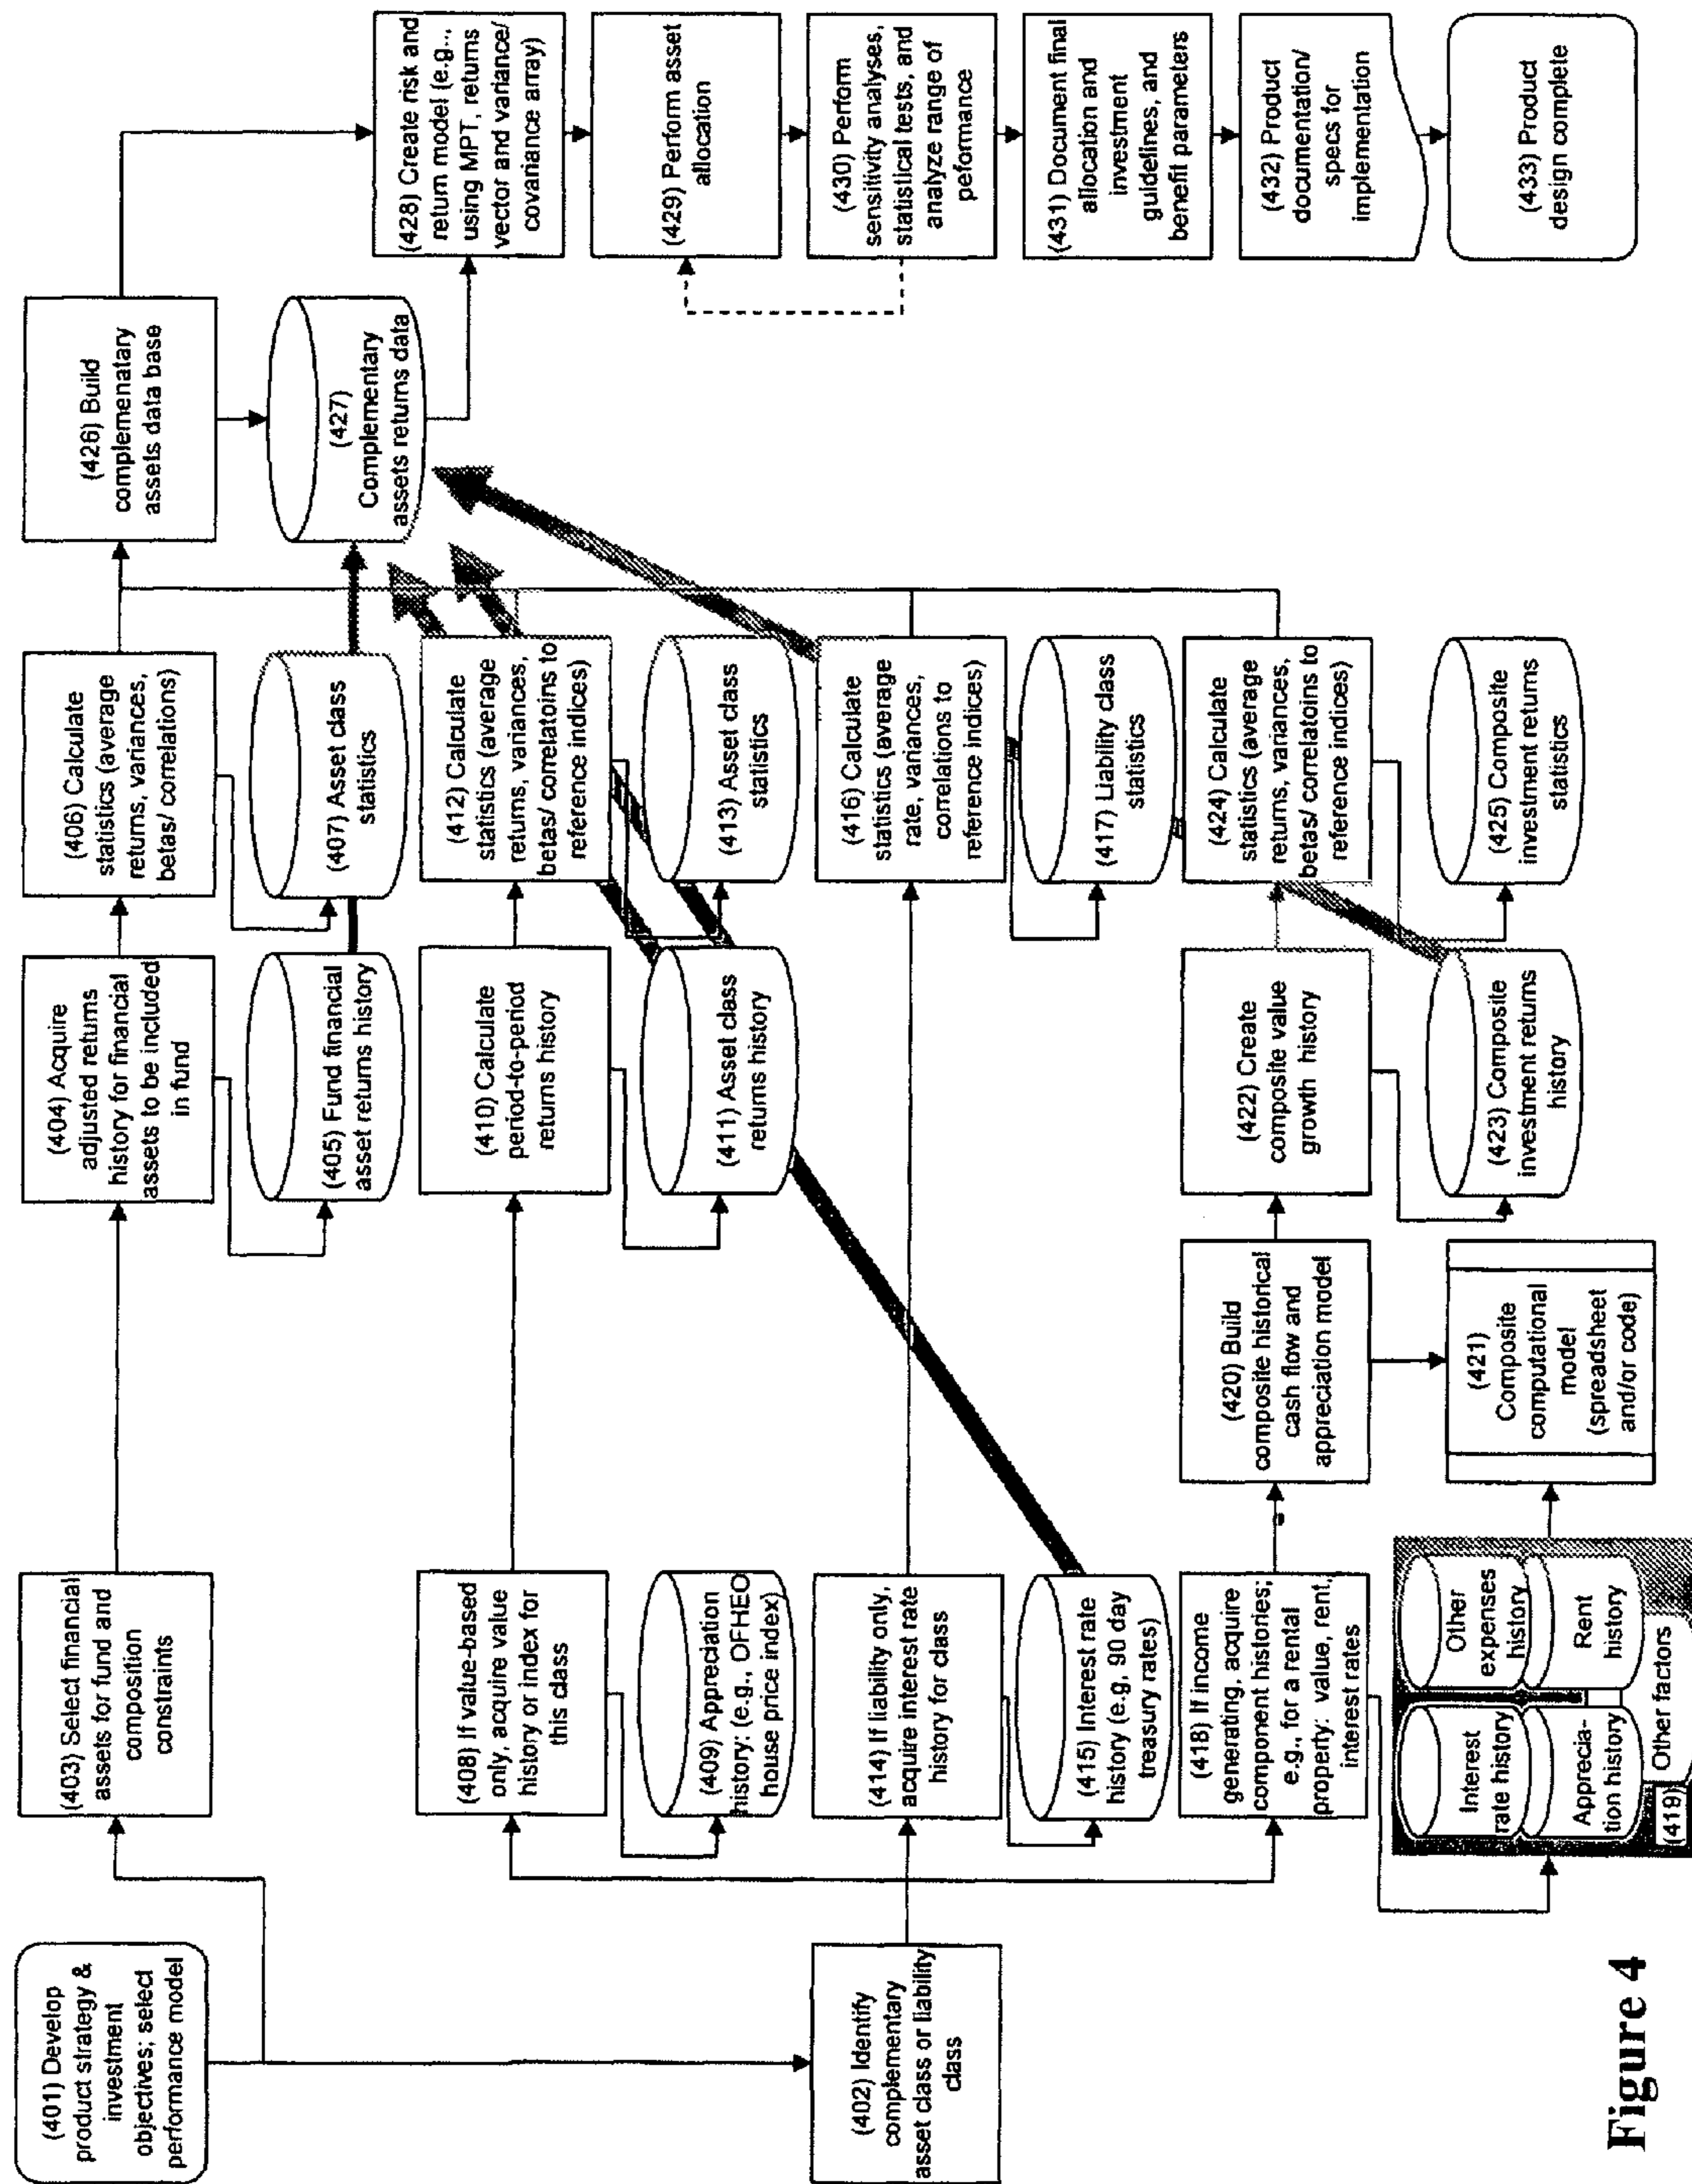 (401) Develop
product strategy &
investment
objectives; select
performance model
(402) Identify
complementary
asset class or liability
class
(403) Select financial
assets for fund and
composition
constraints
(404) Acquire
adjusted returns
history for financial
assets to be included
in fund
(405) Fund financial
asset returns history
(406) Calculate
statistics (average
returns, variances,
betas/ correlations)
(407) Asset class
statistics
(408) If value-based
only, acquire value
history or index for
this class
(409) Appreciation
history: (e.g., OFHEO
house price index)
(410) Calculate
period-to-period
returns history
(411) Asset class
returns history
(412) Calculate
statistics (average
returns, variances,
betas/ correlatoins to
reference indices)
(413) Asset class
statistics
(414) If liability only,
acquire interest rate
history for class
(415) Interest rate
history (e.g, 90 day
treasury rates)
(416) Calculate
statistics (average
rate, variances,
correlations to
reference indices)
(417) Liability class
statistics
(418) If income
generating, acquire
component histories;
e.g., for a rental
property: value, rent,
interest rates
Interest
rate history
Other
expenses
history
Apprecia-
tion history
Rent
history
(419)
Other factors
(420) Build
composite historical
cash flow and
appreciation model
(421)
Composite
computational
model
(spreadsheet
and/or code)
(422) Create
composite value
growth history
(423) Composite
investment returns
history
(424) Calculate
statistics (average
returns, variances,
betas/ correlatoins to
reference indices)
(425) Composite
investment returns
statistics
(426) Build
complemenatary
assets data base
(427)
Complementary
assets returns data
(428) Create risk and
return model (e.g..,
using MPT, returns
vector and variance/
covariance array)
(429) Perform asset
allocation
(430) Perfom
sensitivity analyses,
statistical tests, and
analyze range of
peformance
(431) Document final
allocation and
investment
guidelines, and
benefit parameters
(432) Product
documentation/
specs for
implementation
(433) Product
design complete
Figure 4